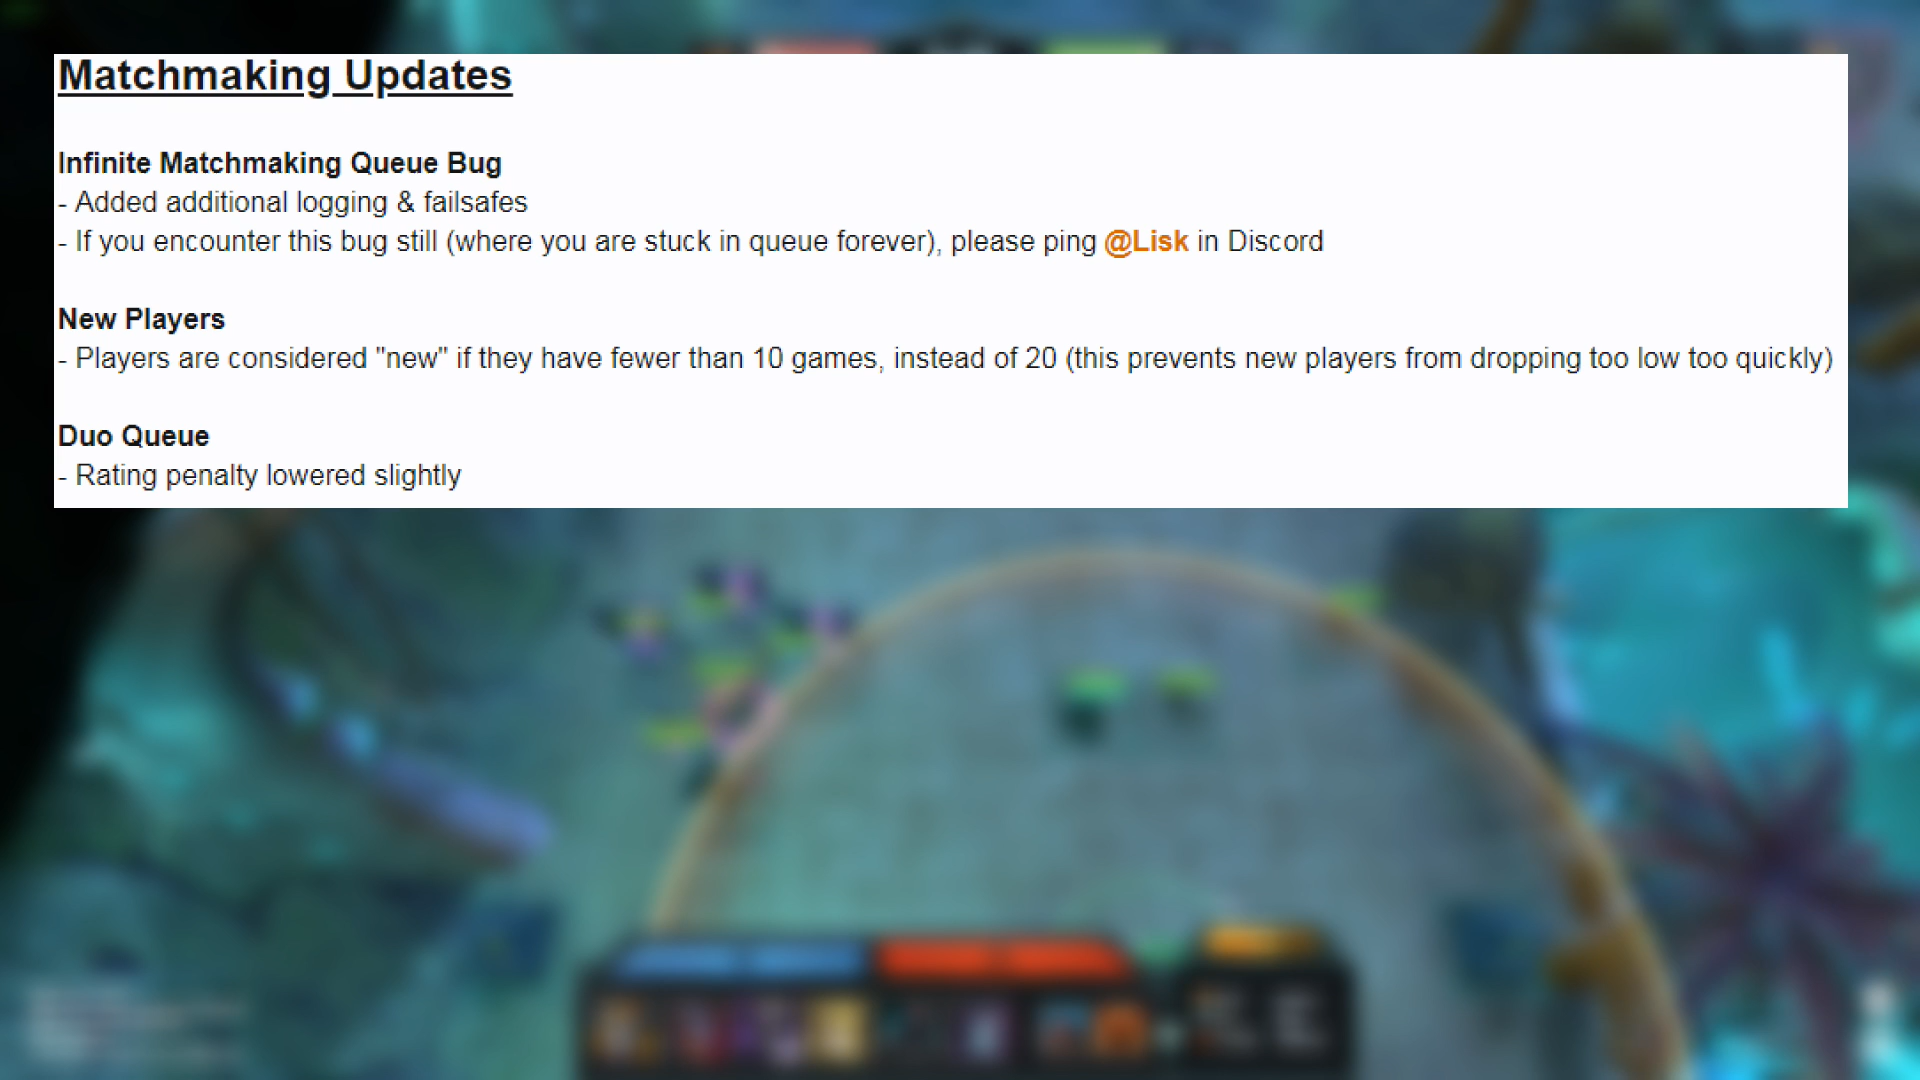 Matchmaking Updates
Infinite Matchmaking Queue Bug
- Added additional logging & failsafes
- If you encounter this bug still (where you are stuck in queue forever), please ping @Lisk in Discord
New Players
- Players are considered "new" if they have fewer than 10 games, instead of 20 (this prevents new players from dropping too low too quickly)
Duo Queue
- Rating penalty lowered slightly